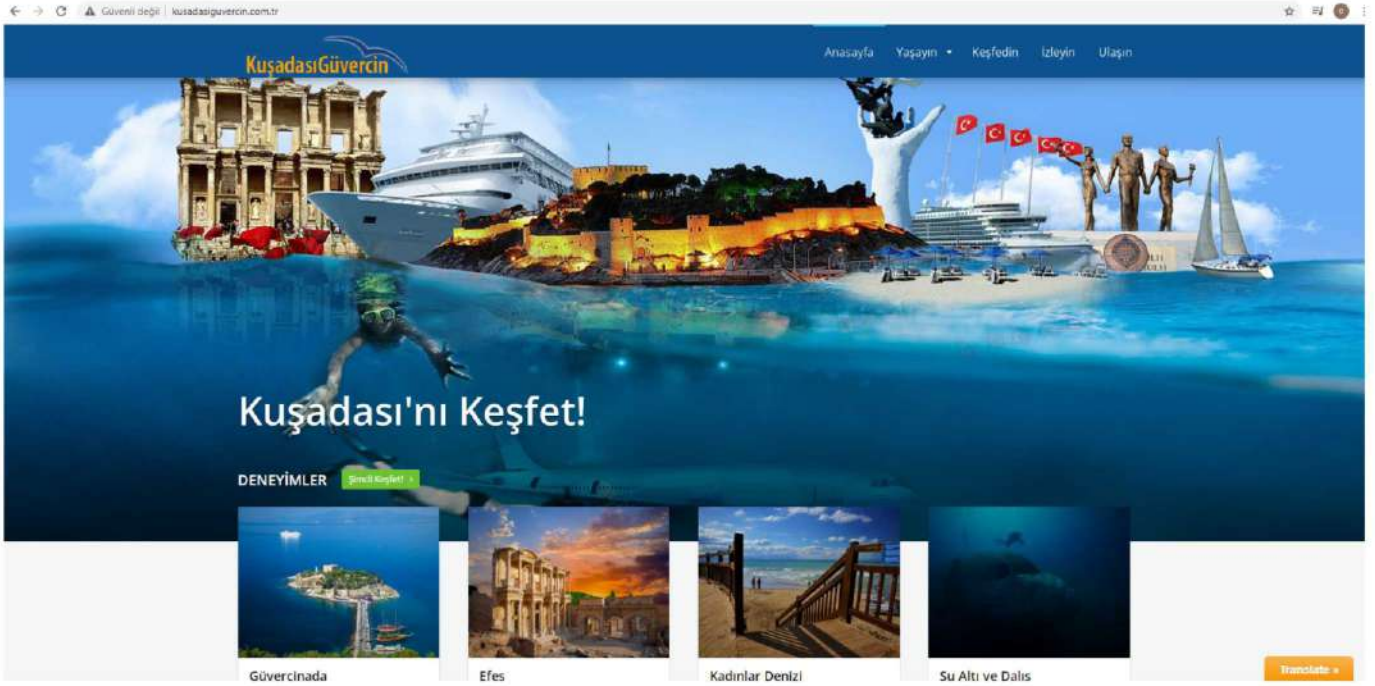 Güvenli değil | kusadasiguvercin.com.tr
KuşadasıGüvercin
Anasayfa Yaşayın Keşfedin İzleyin Ulaşın
Kuşadası'nı Keşfet!
DENEYİMLER Şimdi Keşfet! >
Güvercinada Efes Kadınlar Denizi Su Altı ve Dalış
Translate »